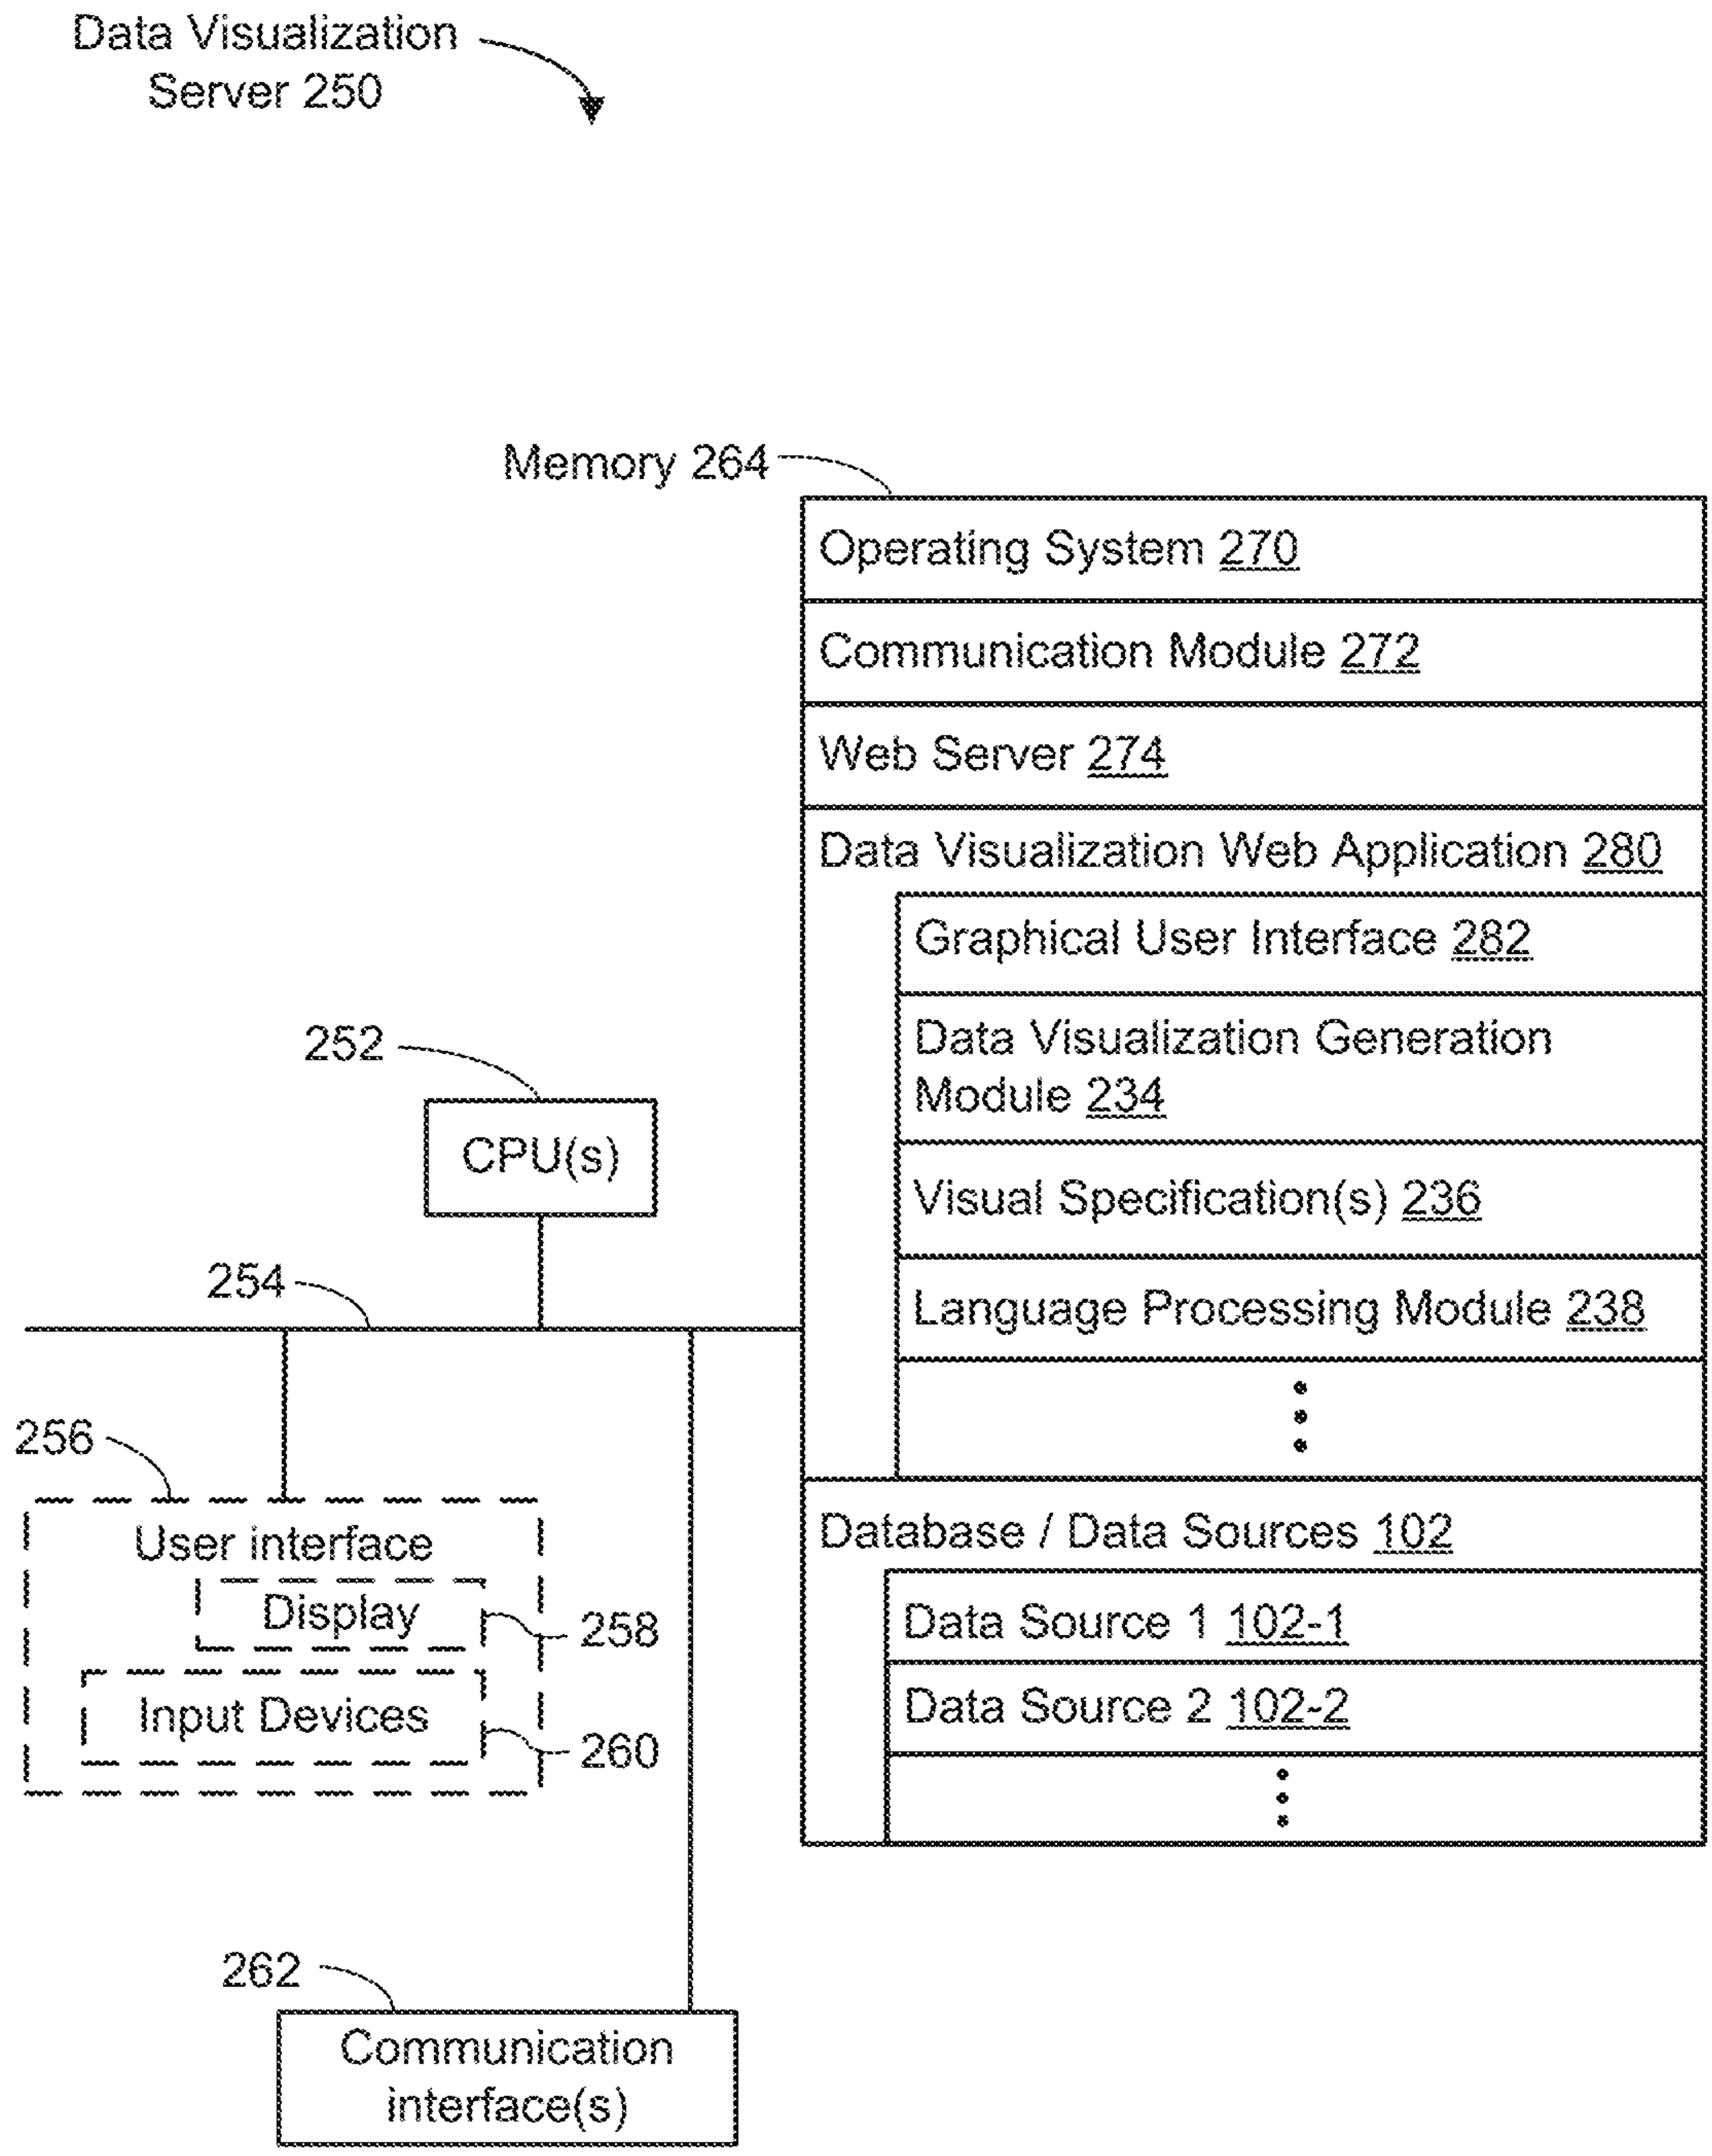 Data Visualization
Server 250
Memory 264
Operating System 270
Communication Module 272
Web Server 274
Data Visualization Web Application 280
Graphical User Interface 282
Data Visualization Generation
Module 234
Visual Specification(s) 236
Language Processing Module 238
Database / Data Sources 102
Data Source 1 102-1
Data Source 2 102-2
252
CPU(s)
254
256
User interface
Display
258
Input Devices
260
262
Communication
interface(s)